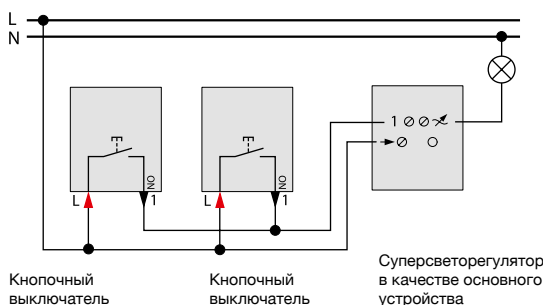 L
N
1
NO
NO
L
1
L
1
Кнопочный
выключатель
Кнопочный
выключатель
Суперсветорегулятор
в качестве основного
устройства